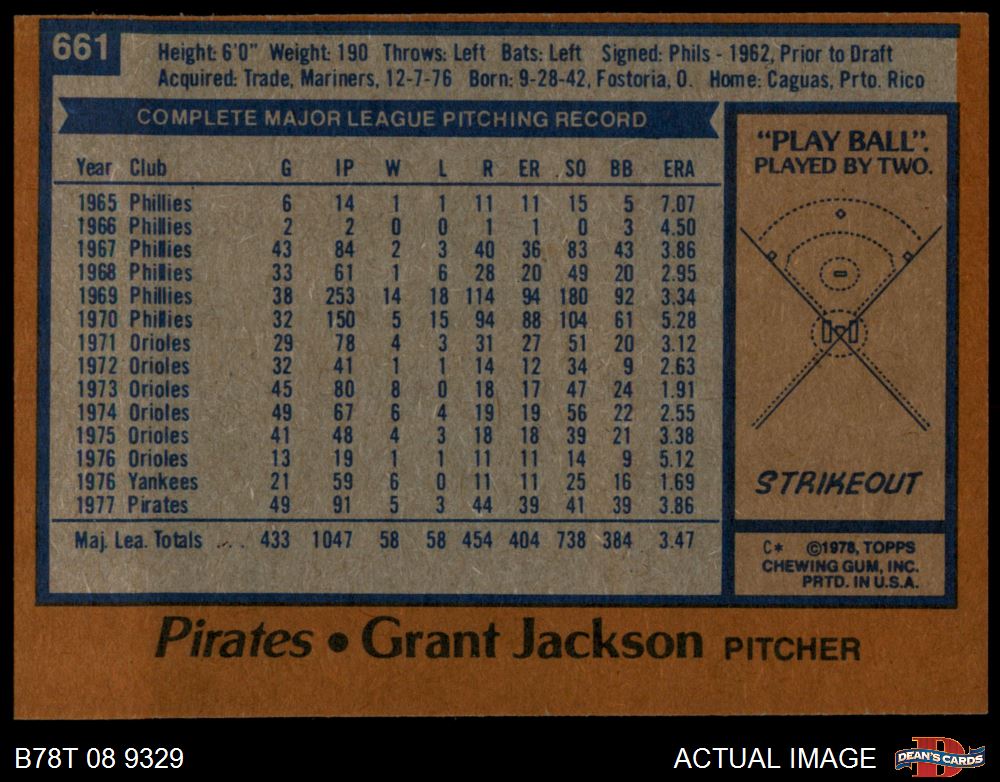 661
Height: 6'0" Weight: 190 Throws: Left Bats: Left Signed: Phils - 1962, Prior to Draft
Acquired: Trade, Mariners, 12-7-76 Born: 9-28-42, Fostoria, O. Home: Caguas, Prto. Rico
COMPLETE MAJOR LEAGUE PITCHING RECORD
Year Club G IP W L R ER SO BB ERA
1965 Phillies 6 14 1 1 11 11 15 5 7.07
1966 Phillies 2 2 0 0 1 1 0 3 4.50
1967 Phillies 43 84 2 3 40 36 83 43 3.86
1968 Phillies 33 61 1 6 28 20 49 20 2.95
1969 Phillies 38 253 14 18 114 94 180 92 3.34
1970 Phillies 32 150 5 15 94 88 104 61 5.28
1971 Orioles 29 78 4 3 31 27 51 20 3.12
1972 Orioles 32 41 1 1 14 12 34 9 2.63
1973 Orioles 45 80 8 0 18 17 47 24 1.91
1974 Orioles 49 67 6 4 19 19 56 22 2.55
1975 Orioles 41 48 4 3 18 18 39 21 3.38
1976 Orioles 13 19 1 1 11 11 14 9 5.12
1976 Yankees 21 59 6 0 11 11 25 16 1.69
1977 Pirates 49 91 5 3 44 39 41 39 3.86
Maj. Lea. Totals ... 433 1047 58 58 454 404 738 384 3.47
"PLAY BALL".
PLAYED BY TWO.
STRIKEOUT
C* ©1978, TOPPS
CHEWING GUM, INC.
PRTD. IN U.S.A.
Pirates • Grant Jackson PITCHER
B78T 08 9329
ACTUAL IMAGE
DEAN'S CARDS